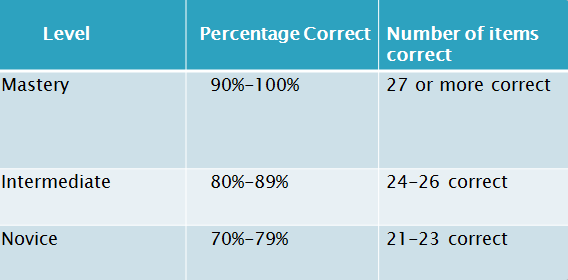 Level Percentage Correct Number of items
correct
Mastery 90%-100% 27 or more correct
Intermediate 80%-89% 24-26 correct
Novice 70%-79% 21-23 correct